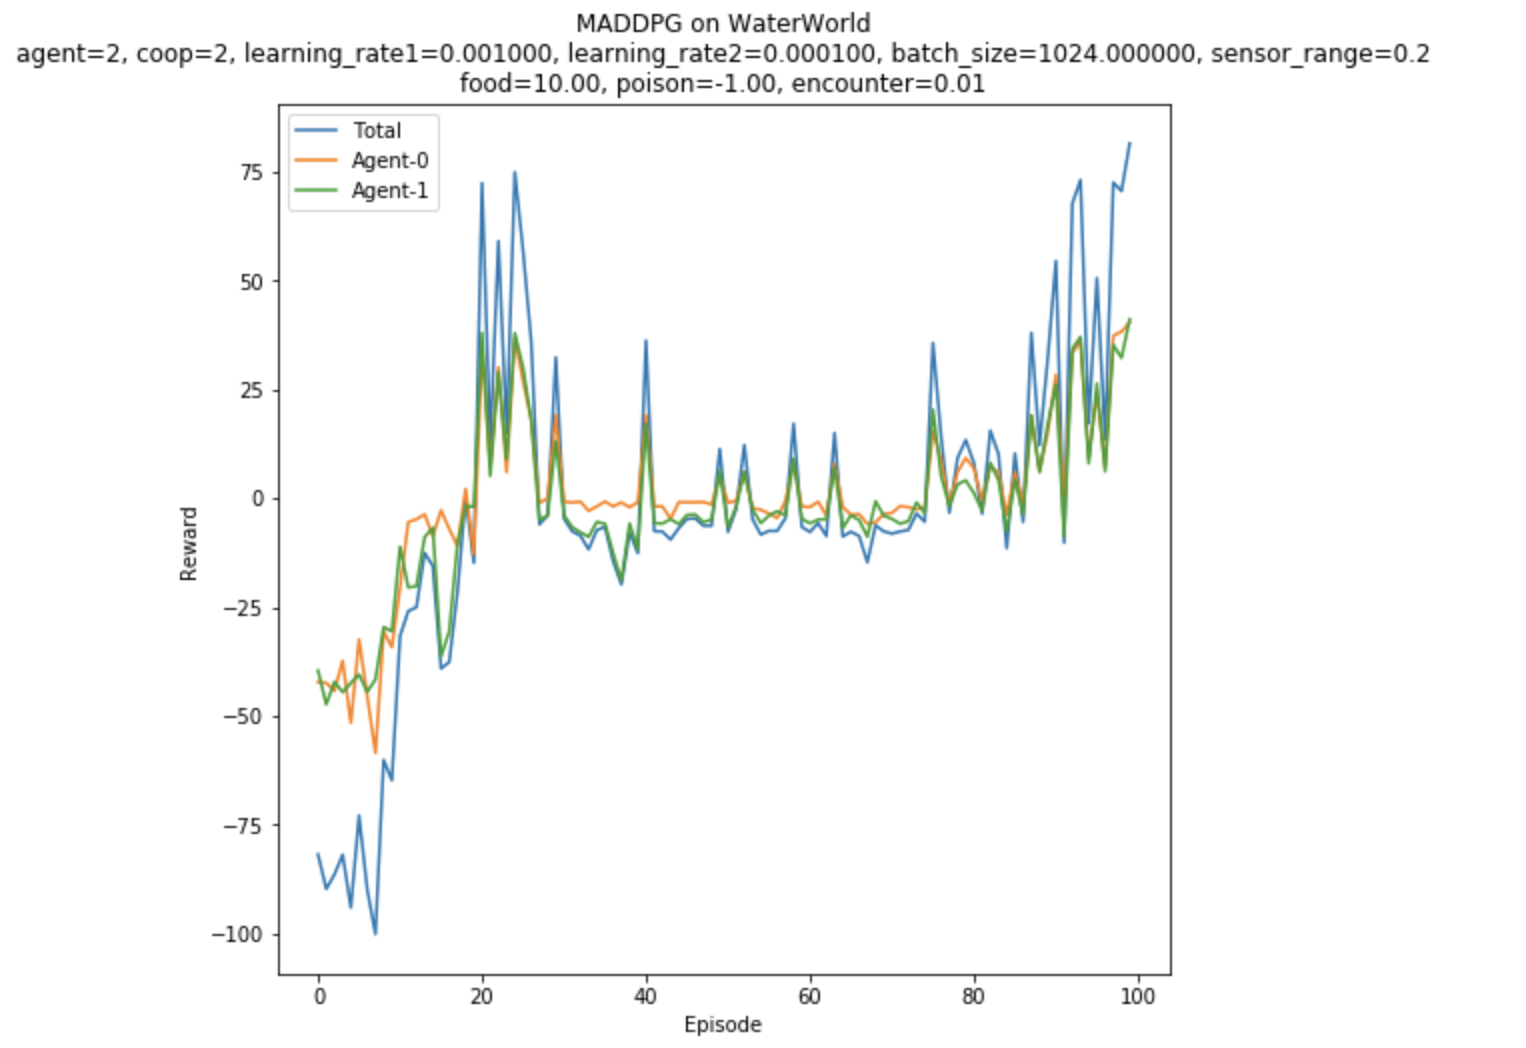 MADDPG on WaterWorld
agent=2, coop=2, learning_rate1=0.001000, learning_rate2=0.000100, batch_size=1024.000000, sensor_range=0.2
food=10.00, poison=-1.00, encounter=0.01
Total
Agent-0
Agent-1
75
50
25
0
−25
−50
−75
−100
Reward
0 20 40 60 80 100
Episode